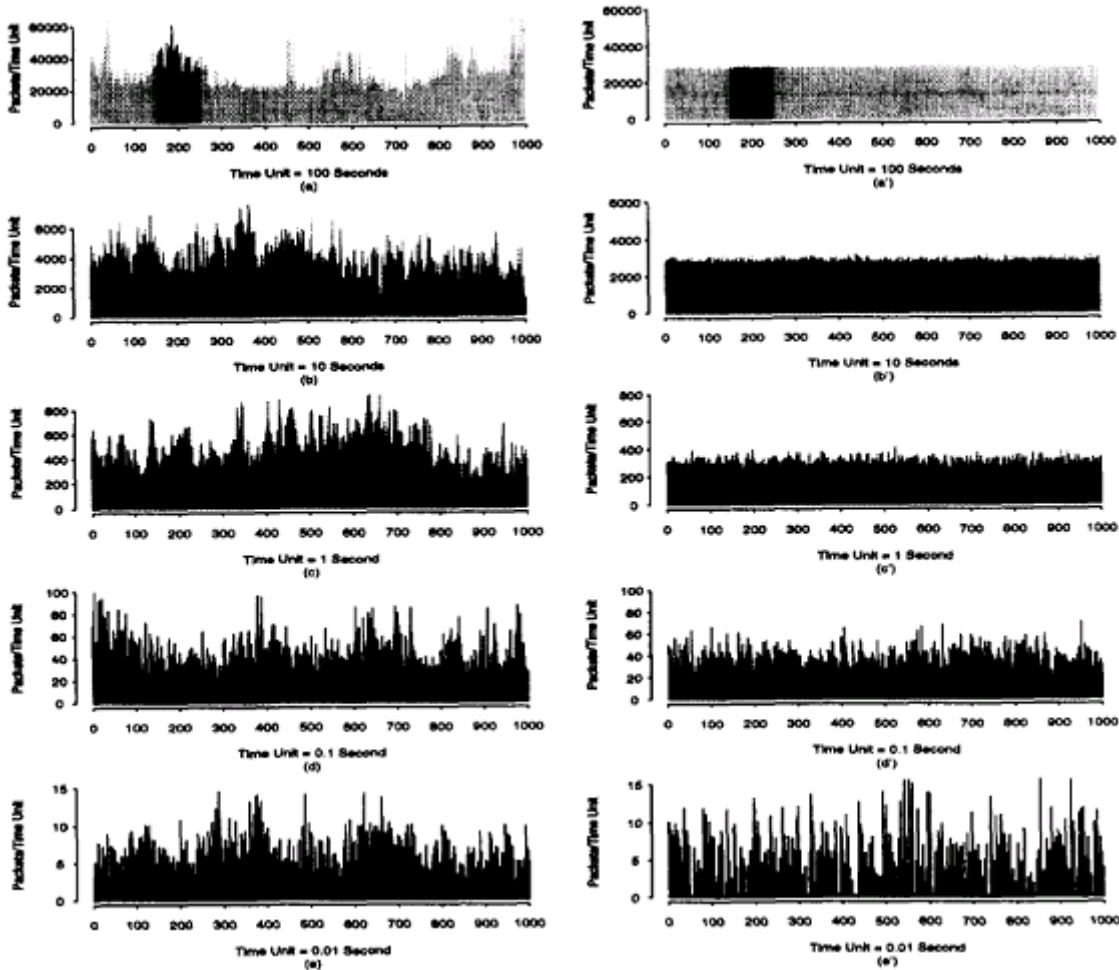 Packets/Time Unit
60000
40000
20000
0
0 100 200 300 400 500 600 700 800 900 1000
Time Unit = 100 Seconds
(a)
Packets/Time Unit
60000
40000
20000
0
0 100 200 300 400 500 600 700 800 900 1000
Time Unit = 100 Seconds
(a')
Packets/Time Unit
6000
4000
2000
0
0 100 200 300 400 500 600 700 800 900 1000
Time Unit = 10 Seconds
(b)
Packets/Time Unit
6000
4000
2000
0
0 100 200 300 400 500 600 700 800 900 1000
Time Unit = 10 Seconds
(b')
Packets/Time Unit
800
600
400
200
0
0 100 200 300 400 500 600 700 800 900 1000
Time Unit = 1 Second
(c)
Packets/Time Unit
800
600
400
200
0
0 100 200 300 400 500 600 700 800 900 1000
Time Unit = 1 Second
(c')
Packets/Time Unit
100
80
60
40
20
0
0 100 200 300 400 500 600 700 800 900 1000
Time Unit = 0.1 Second
(d)
Packets/Time Unit
100
80
60
40
20
0
0 100 200 300 400 500 600 700 800 900 1000
Time Unit = 0.1 Second
(d')
Packets/Time Unit
15
10
5
0
0 100 200 300 400 500 600 700 800 900 1000
Time Unit = 0.01 Second
(e)
Packets/Time Unit
15
10
5
0
0 100 200 300 400 500 600 700 800 900 1000
Time Unit = 0.01 Second
(e')